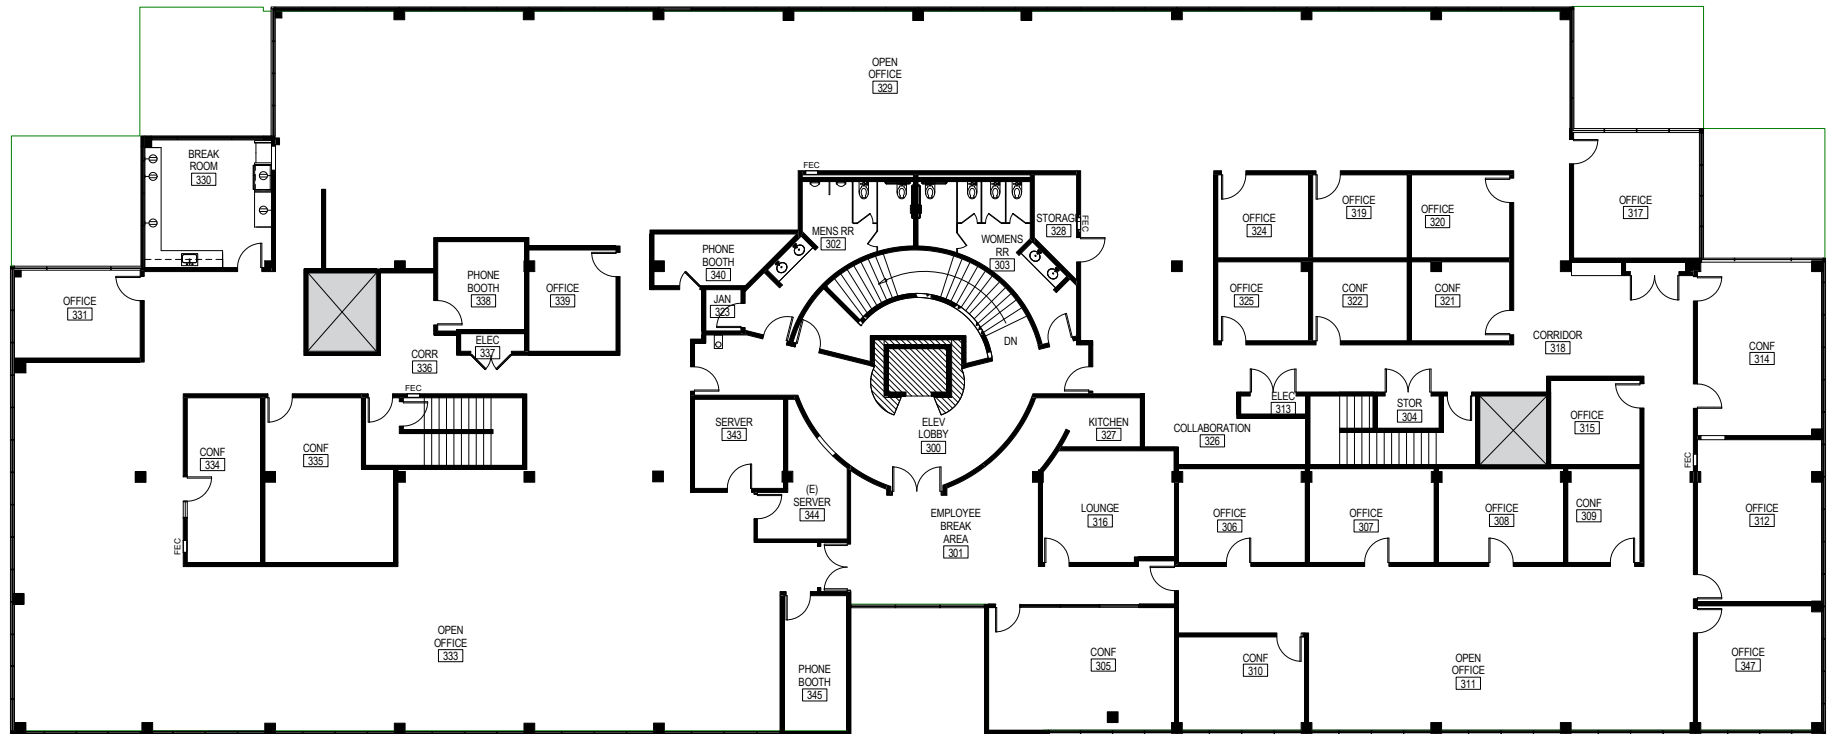 OPEN
OFFICE
329
BREAK
ROOM
330
FEC
OFFICE
317
OFFICE
324
OFFICE
319
OFFICE
320
STORAGE
328
FEC
MENS RR
302
WOMENS
RR
303
PHONE
BOOTH
340
PHONE
BOOTH
338
OFFICE
339
OFFICE
331
JAN
323
OFFICE
325
CONF
322
CONF
321
CORRIDOR
318
CONF
314
DN
ELEC
337
CORR
336
FEC
ELEC
313
STOR
304
OFFICE
315
SERVER
343
ELEV
LOBBY
300
KITCHEN
327
COLLABORATION
326
CONF
334
CONF
335
FEC
(E)
SERVER
344
EMPLOYEE
BREAK
AREA
301
LOUNGE
316
OFFICE
306
OFFICE
307
OFFICE
308
CONF
309
FEC
OFFICE
312
OPEN
OFFICE
333
PHONE
BOOTH
345
CONF
305
CONF
310
OPEN
OFFICE
311
OFFICE
347